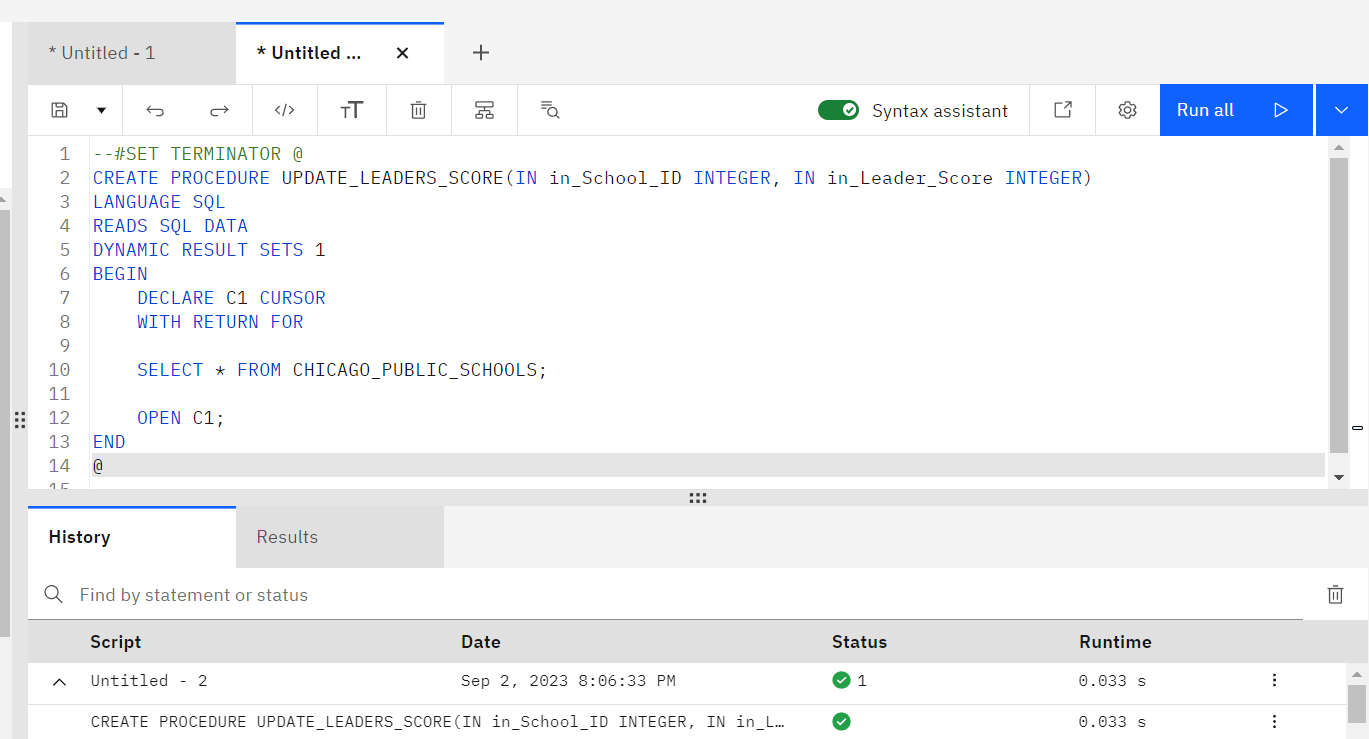 * Untitled - 1
* Untitled ...
Syntax assistant
Run all
1 --#SET TERMINATOR @
2 CREATE PROCEDURE UPDATE_LEADERS_SCORE(IN in_School_ID INTEGER, IN in_Leader_Score INTEGER)
3 LANGUAGE SQL
4 READS SQL DATA
5 DYNAMIC RESULT SETS 1
6 BEGIN
7 DECLARE C1 CURSOR
8 WITH RETURN FOR
9
10 SELECT * FROM CHICAGO_PUBLIC_SCHOOLS;
11
12 OPEN C1;
13 END
14 @
15
History
Results
Find by statement or status
Script Date Status Runtime
Untitled - 2 Sep 2, 2023 8:06:33 PM 1 0.033 s
CREATE PROCEDURE UPDATE_LEADERS_SCORE(IN in_School_ID INTEGER, IN in_L… 0.033 s